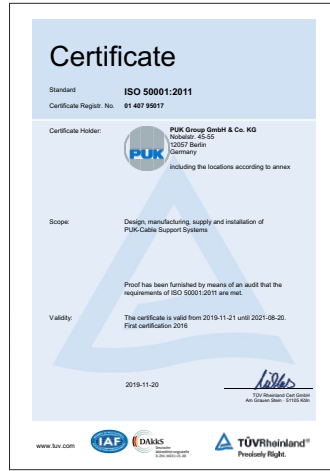 Certificate
Standard ISO 50001:2011
Certificate Registr. No. 01 407 95017
Certificate Holder: PUK Group GmbH & Co. KG
Nobelstr. 45-55
12057 Berlin
Germany
including the locations according to annex
PUK
Scope: Design, manufacturing, supply and installation of
PUK-Cable Support Systems
Proof has been furnished by means of an audit that the
requirements of ISO 50001:2011 are met.
Validity: The certificate is valid from 2019-11-21 until 2021-08-20.
First certification 2016
2019-11-20
TÜV Rheinland Cert GmbH
Am Grauen Stein · 51105 Köln
www.tuv.com
IAF
DAkkS
Deutsche
Akkreditierungsstelle
TÜVRheinland®
Precisely Right.